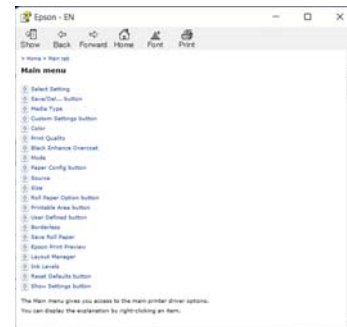 Epson - EN
Show Back Forward Home Font Print
> Home > Main tab
Main menu
Select Setting
Save/Del... button
Media Type
Custom Settings button
Color
Print Quality
Black Enhance Overcoat
Mode
Paper Config button
Source
Size
Roll Paper Option button
Printable Area button
User Defined button
Borderless
Save Roll Paper
Epson Print Preview
Layout Manager
Ink Levels
Reset Defaults button
Show Settings button
The Main menu gives you access to the main printer driver options.
You can display the explanation by right-clicking an item.